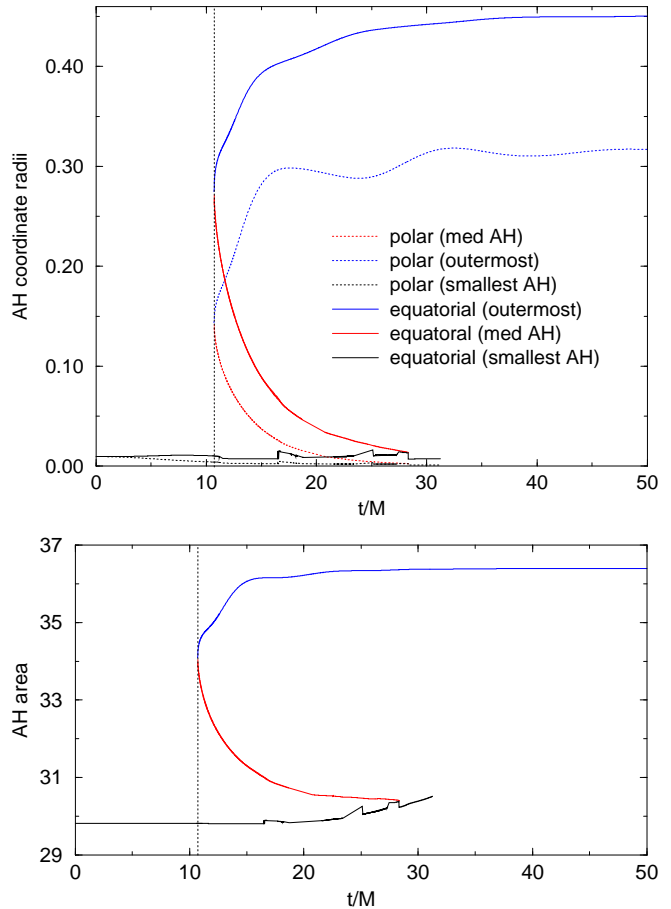 0.40
0.30
0.20
0.10
0.00
AH coordinate radii
polar (med AH)
polar (outermost)
polar (smallest AH)
equatorial (outermost)
equatoral (med AH)
equatorial (smallest AH)
0 10 20 30 40 50
t/M
37
35
33
31
29
AH area
0 10 20 30 40 50
t/M